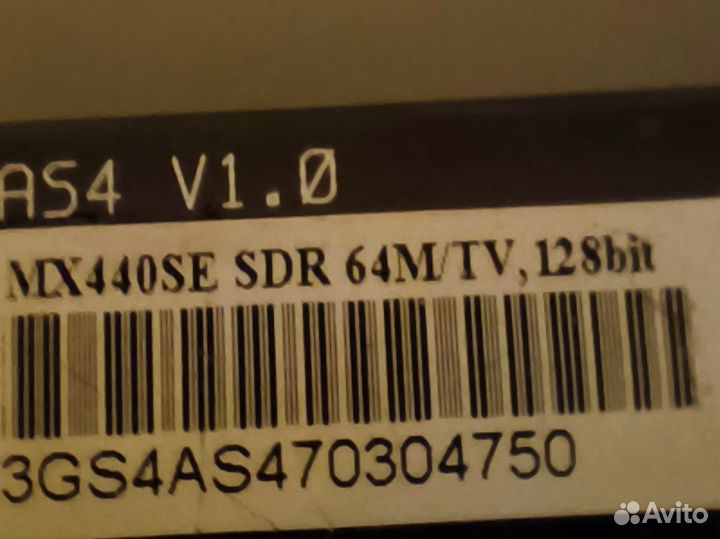 AS4 V1.0
MX440SE SDR 64M/TV, 128bit
3GS4AS470304750
Avito